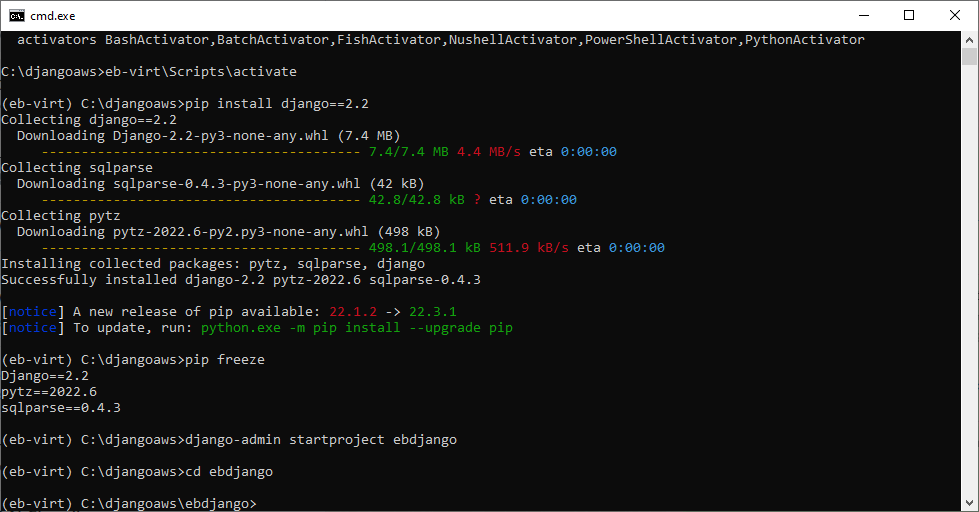 cmd.exe
activators BashActivator,BatchActivator,FishActivator,NushellActivator,PowerShellActivator,PythonActivator
C:\djangoaws>eb-virt\Scripts\activate
(eb-virt) C:\djangoaws>pip install django==2.2
Collecting django==2.2
Downloading Django-2.2-py3-none-any.whl (7.4 MB)
---------------------------------------- 7.4/7.4 MB 4.4 MB/s eta 0:00:00
Collecting sqlparse
Downloading sqlparse-0.4.3-py3-none-any.whl (42 kB)
---------------------------------------- 42.8/42.8 kB ? eta 0:00:00
Collecting pytz
Downloading pytz-2022.6-py2.py3-none-any.whl (498 kB)
---------------------------------------- 498.1/498.1 kB 511.9 kB/s eta 0:00:00
Installing collected packages: pytz, sqlparse, django
Successfully installed django-2.2 pytz-2022.6 sqlparse-0.4.3
[notice] A new release of pip available: 22.1.2 -> 22.3.1
[notice] To update, run: python.exe -m pip install --upgrade pip
(eb-virt) C:\djangoaws>pip freeze
Django==2.2
pytz==2022.6
sqlparse==0.4.3
(eb-virt) C:\djangoaws>django-admin startproject ebdjango
(eb-virt) C:\djangoaws>cd ebdjango
(eb-virt) C:\djangoaws\ebdjango>